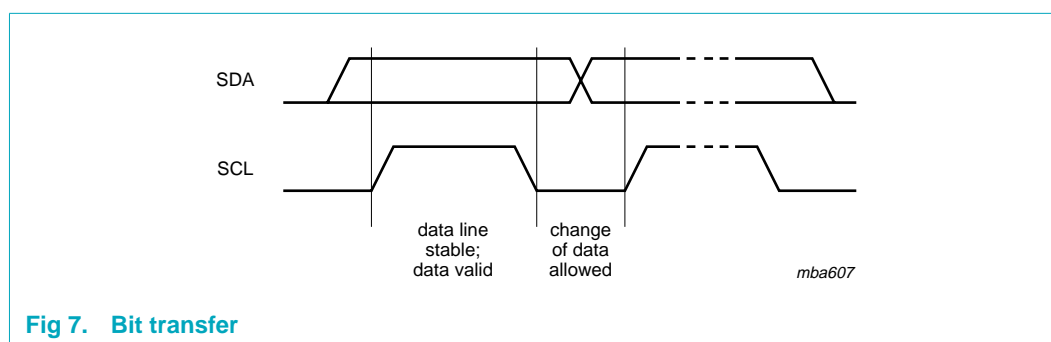 SDA
SCL
data line
stable;
data valid
change
of data
allowed
mba607
Fig 7. Bit transfer